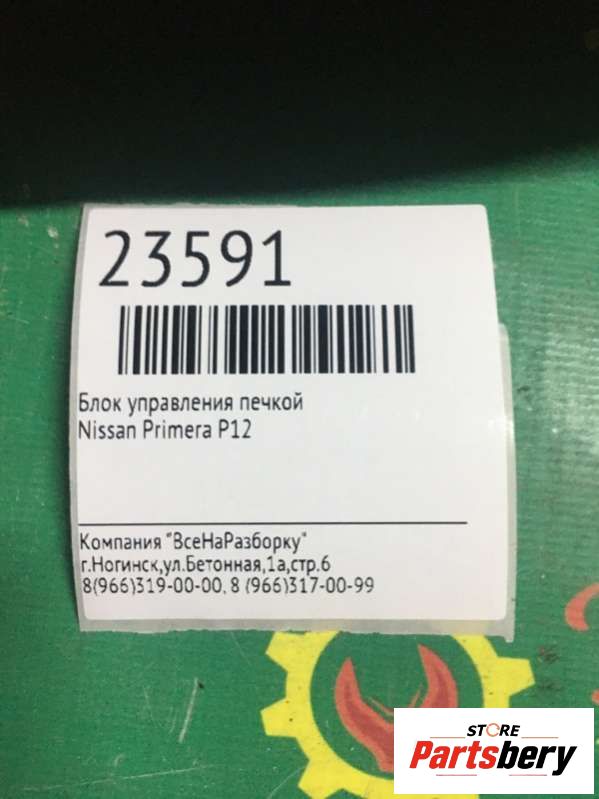 23591
Блок управления печкой
Nissan Primera P12
Компания "ВсеНаРазборку"
г.Ногинск,ул.Бетонная,1а,стр.6
8(966)319-00-00, 8 (966)317-00-99
STORE
Partsbery